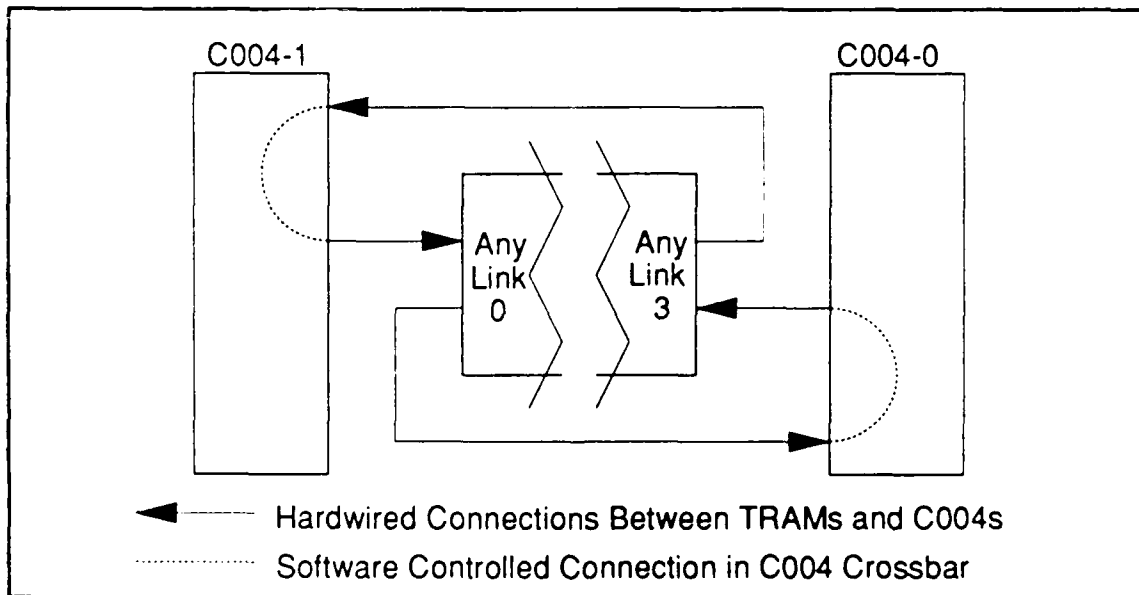 C004-1
C004-0
Any
Link
0
Any
Link
3
Hardwired Connections Between TRAMs and C004s
Software Controlled Connection in C004 Crossbar